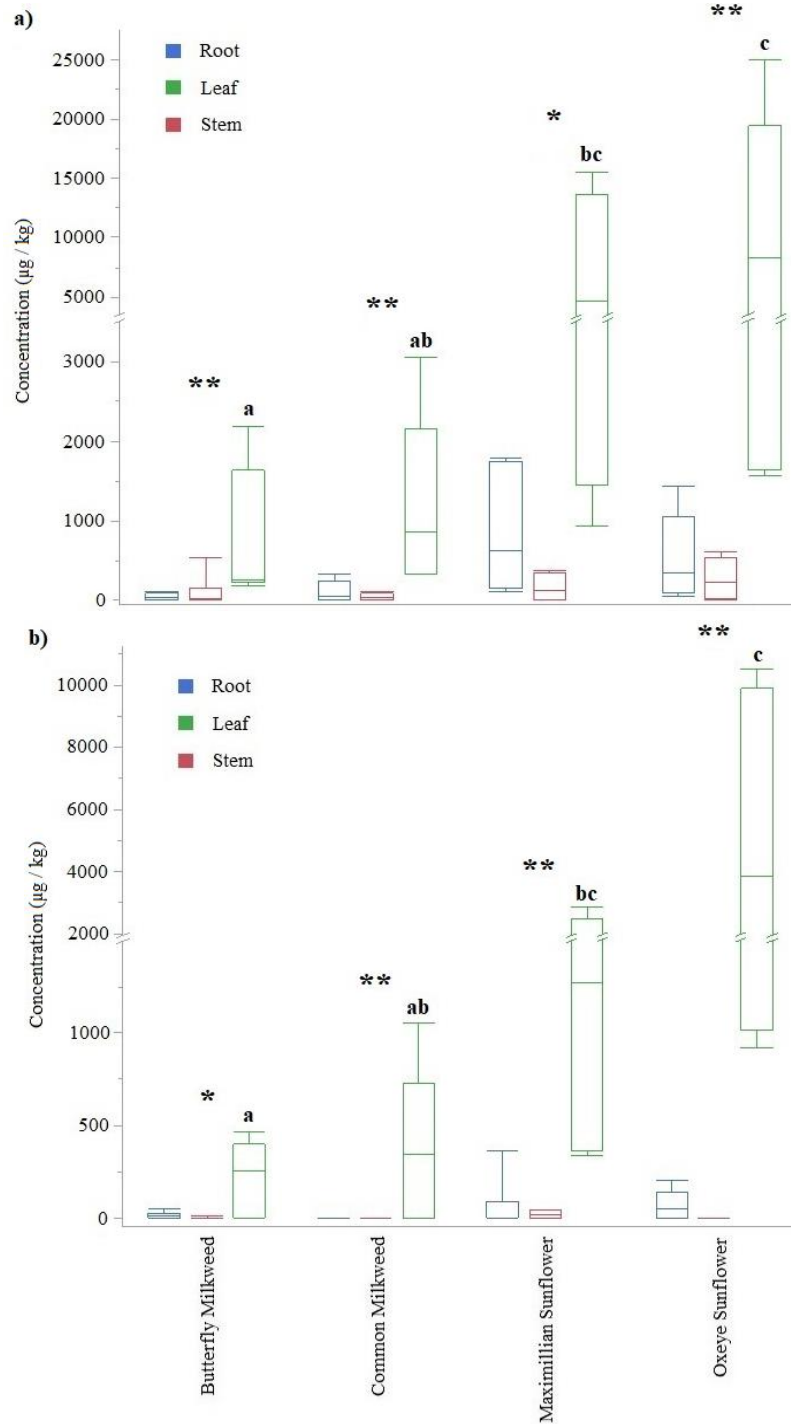 a)
**
Root
Leaf
Stem
c
25000
20000
*
bc
15000
10000
5000
**
ab
3000
**
a
2000
1000
0
Concentration (µg / kg)
b)
**
Root
Leaf
Stem
c
10000
8000
6000
4000
**
bc
2000
**
ab
1000
*
a
500
0
Concentration (µg / kg)
Butterfly Milkweed
Common Milkweed
Maximillian Sunflower
Oxeye Sunflower